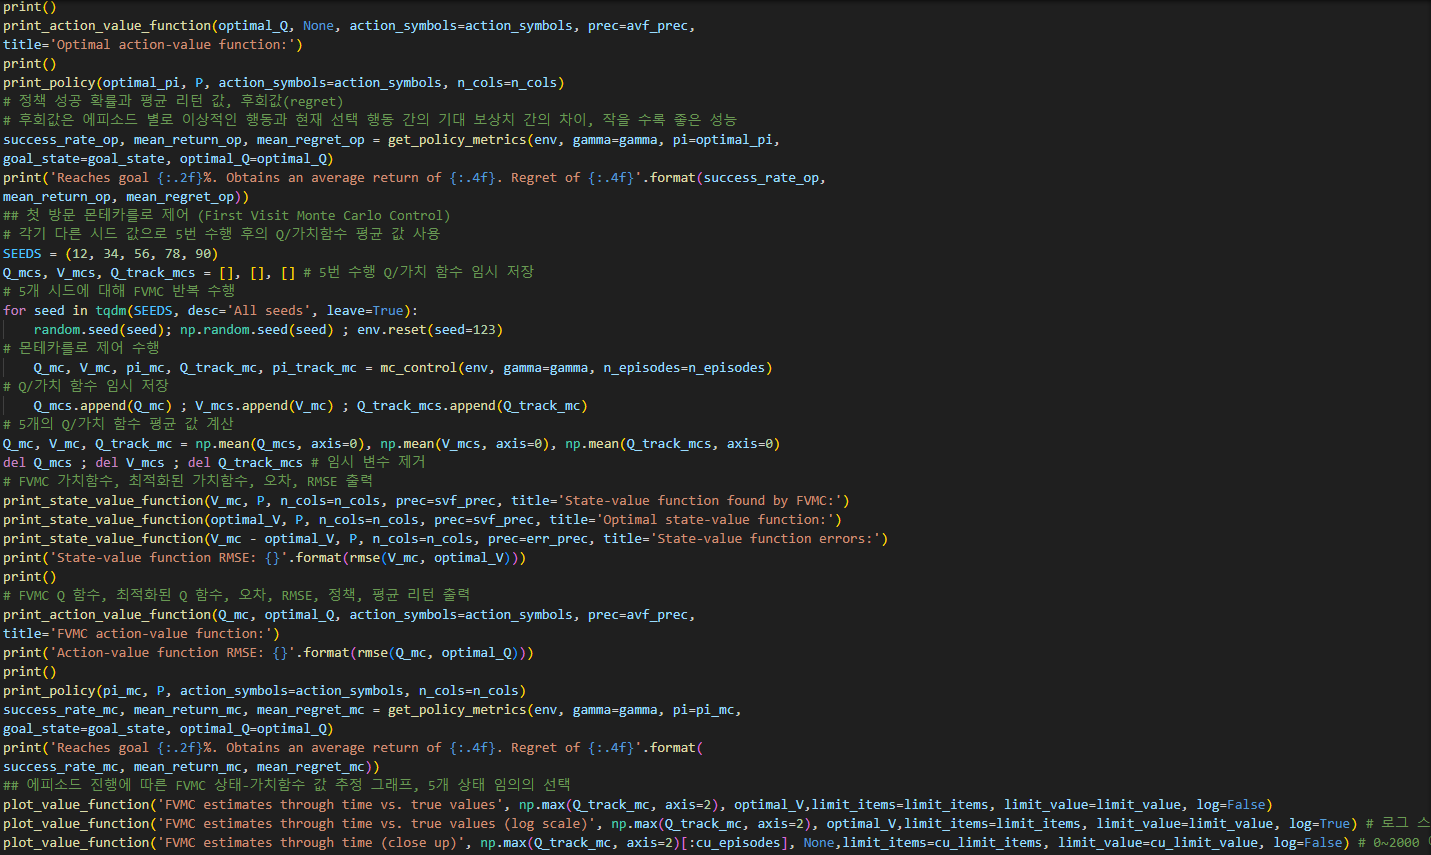 print()
print_action_value_function(optimal_Q, None, action_symbols=action_symbols, prec=avf_prec,
title='Optimal action-value function:')
print()
print_policy(optimal_pi, P, action_symbols=action_symbols, n_cols=n_cols)
# 정책 성공 확률과 평균 리턴 값, 후회값(regret)
# 후회값은 에피소드 별로 이상적인 행동과 현재 선택 행동 간의 기대 보상치 간의 차이, 작을 수록 좋은 성능
success_rate_op, mean_return_op, mean_regret_op = get_policy_metrics(env, gamma=gamma, pi=optimal_pi,
goal_state=goal_state, optimal_Q=optimal_Q)
print('Reaches goal {:.2f}%. Obtains an average return of {:.4f}. Regret of {:.4f}'.format(success_rate_op,
mean_return_op, mean_regret_op))
## 첫 방문 몬테카를로 제어 (First Visit Monte Carlo Control)
# 각기 다른 시드 값으로 5번 수행 후의 Q/가치함수 평균 값 사용
SEEDS = (12, 34, 56, 78, 90)
Q_mcs, V_mcs, Q_track_mcs = [], [], [] # 5번 수행 Q/가치 함수 임시 저장
# 5개 시드에 대해 FVMC 반복 수행
for seed in tqdm(SEEDS, desc='All seeds', leave=True):
    random.seed(seed); np.random.seed(seed) ; env.reset(seed=123)
# 몬테카를로 제어 수행
    Q_mc, V_mc, pi_mc, Q_track_mc, pi_track_mc = mc_control(env, gamma=gamma, n_episodes=n_episodes)
# Q/가치 함수 임시 저장
    Q_mcs.append(Q_mc) ; V_mcs.append(V_mc) ; Q_track_mcs.append(Q_track_mc)
# 5개의 Q/가치 함수 평균 값 계산
Q_mc, V_mc, Q_track_mc = np.mean(Q_mcs, axis=0), np.mean(V_mcs, axis=0), np.mean(Q_track_mcs, axis=0)
del Q_mcs ; del V_mcs ; del Q_track_mcs # 임시 변수 제거
# FVMC 가치함수, 최적화된 가치함수, 오차, RMSE 출력
print_state_value_function(V_mc, P, n_cols=n_cols, prec=svf_prec, title='State-value function found by FVMC:')
print_state_value_function(optimal_V, P, n_cols=n_cols, prec=svf_prec, title='Optimal state-value function:')
print_state_value_function(V_mc - optimal_V, P, n_cols=n_cols, prec=err_prec, title='State-value function errors:')
print('State-value function RMSE: {}'.format(rmse(V_mc, optimal_V)))
print()
# FVMC Q 함수, 최적화된 Q 함수, 오차, RMSE, 정책, 평균 리턴 출력
print_action_value_function(Q_mc, optimal_Q, action_symbols=action_symbols, prec=avf_prec,
title='FVMC action-value function:')
print('Action-value function RMSE: {}'.format(rmse(Q_mc, optimal_Q)))
print()
print_policy(pi_mc, P, action_symbols=action_symbols, n_cols=n_cols)
success_rate_mc, mean_return_mc, mean_regret_mc = get_policy_metrics(env, gamma=gamma, pi=pi_mc,
goal_state=goal_state, optimal_Q=optimal_Q)
print('Reaches goal {:.2f}%. Obtains an average return of {:.4f}. Regret of {:.4f}'.format(
success_rate_mc, mean_return_mc, mean_regret_mc))
## 에피소드 진행에 따른 FVMC 상태-가치함수 값 추정 그래프, 5개 상태 임의의 선택
plot_value_function('FVMC estimates through time vs. true values', np.max(Q_track_mc, axis=2), optimal_V,limit_items=limit_items, limit_value=limit_value, log=False)
plot_value_function('FVMC estimates through time vs. true values (log scale)', np.max(Q_track_mc, axis=2), optimal_V,limit_items=limit_items, limit_value=limit_value, log=True) # 로그 스
plot_value_function('FVMC estimates through time (close up)', np.max(Q_track_mc, axis=2)[:cu_episodes], None,limit_items=cu_limit_items, limit_value=cu_limit_value, log=False) # 0~2000